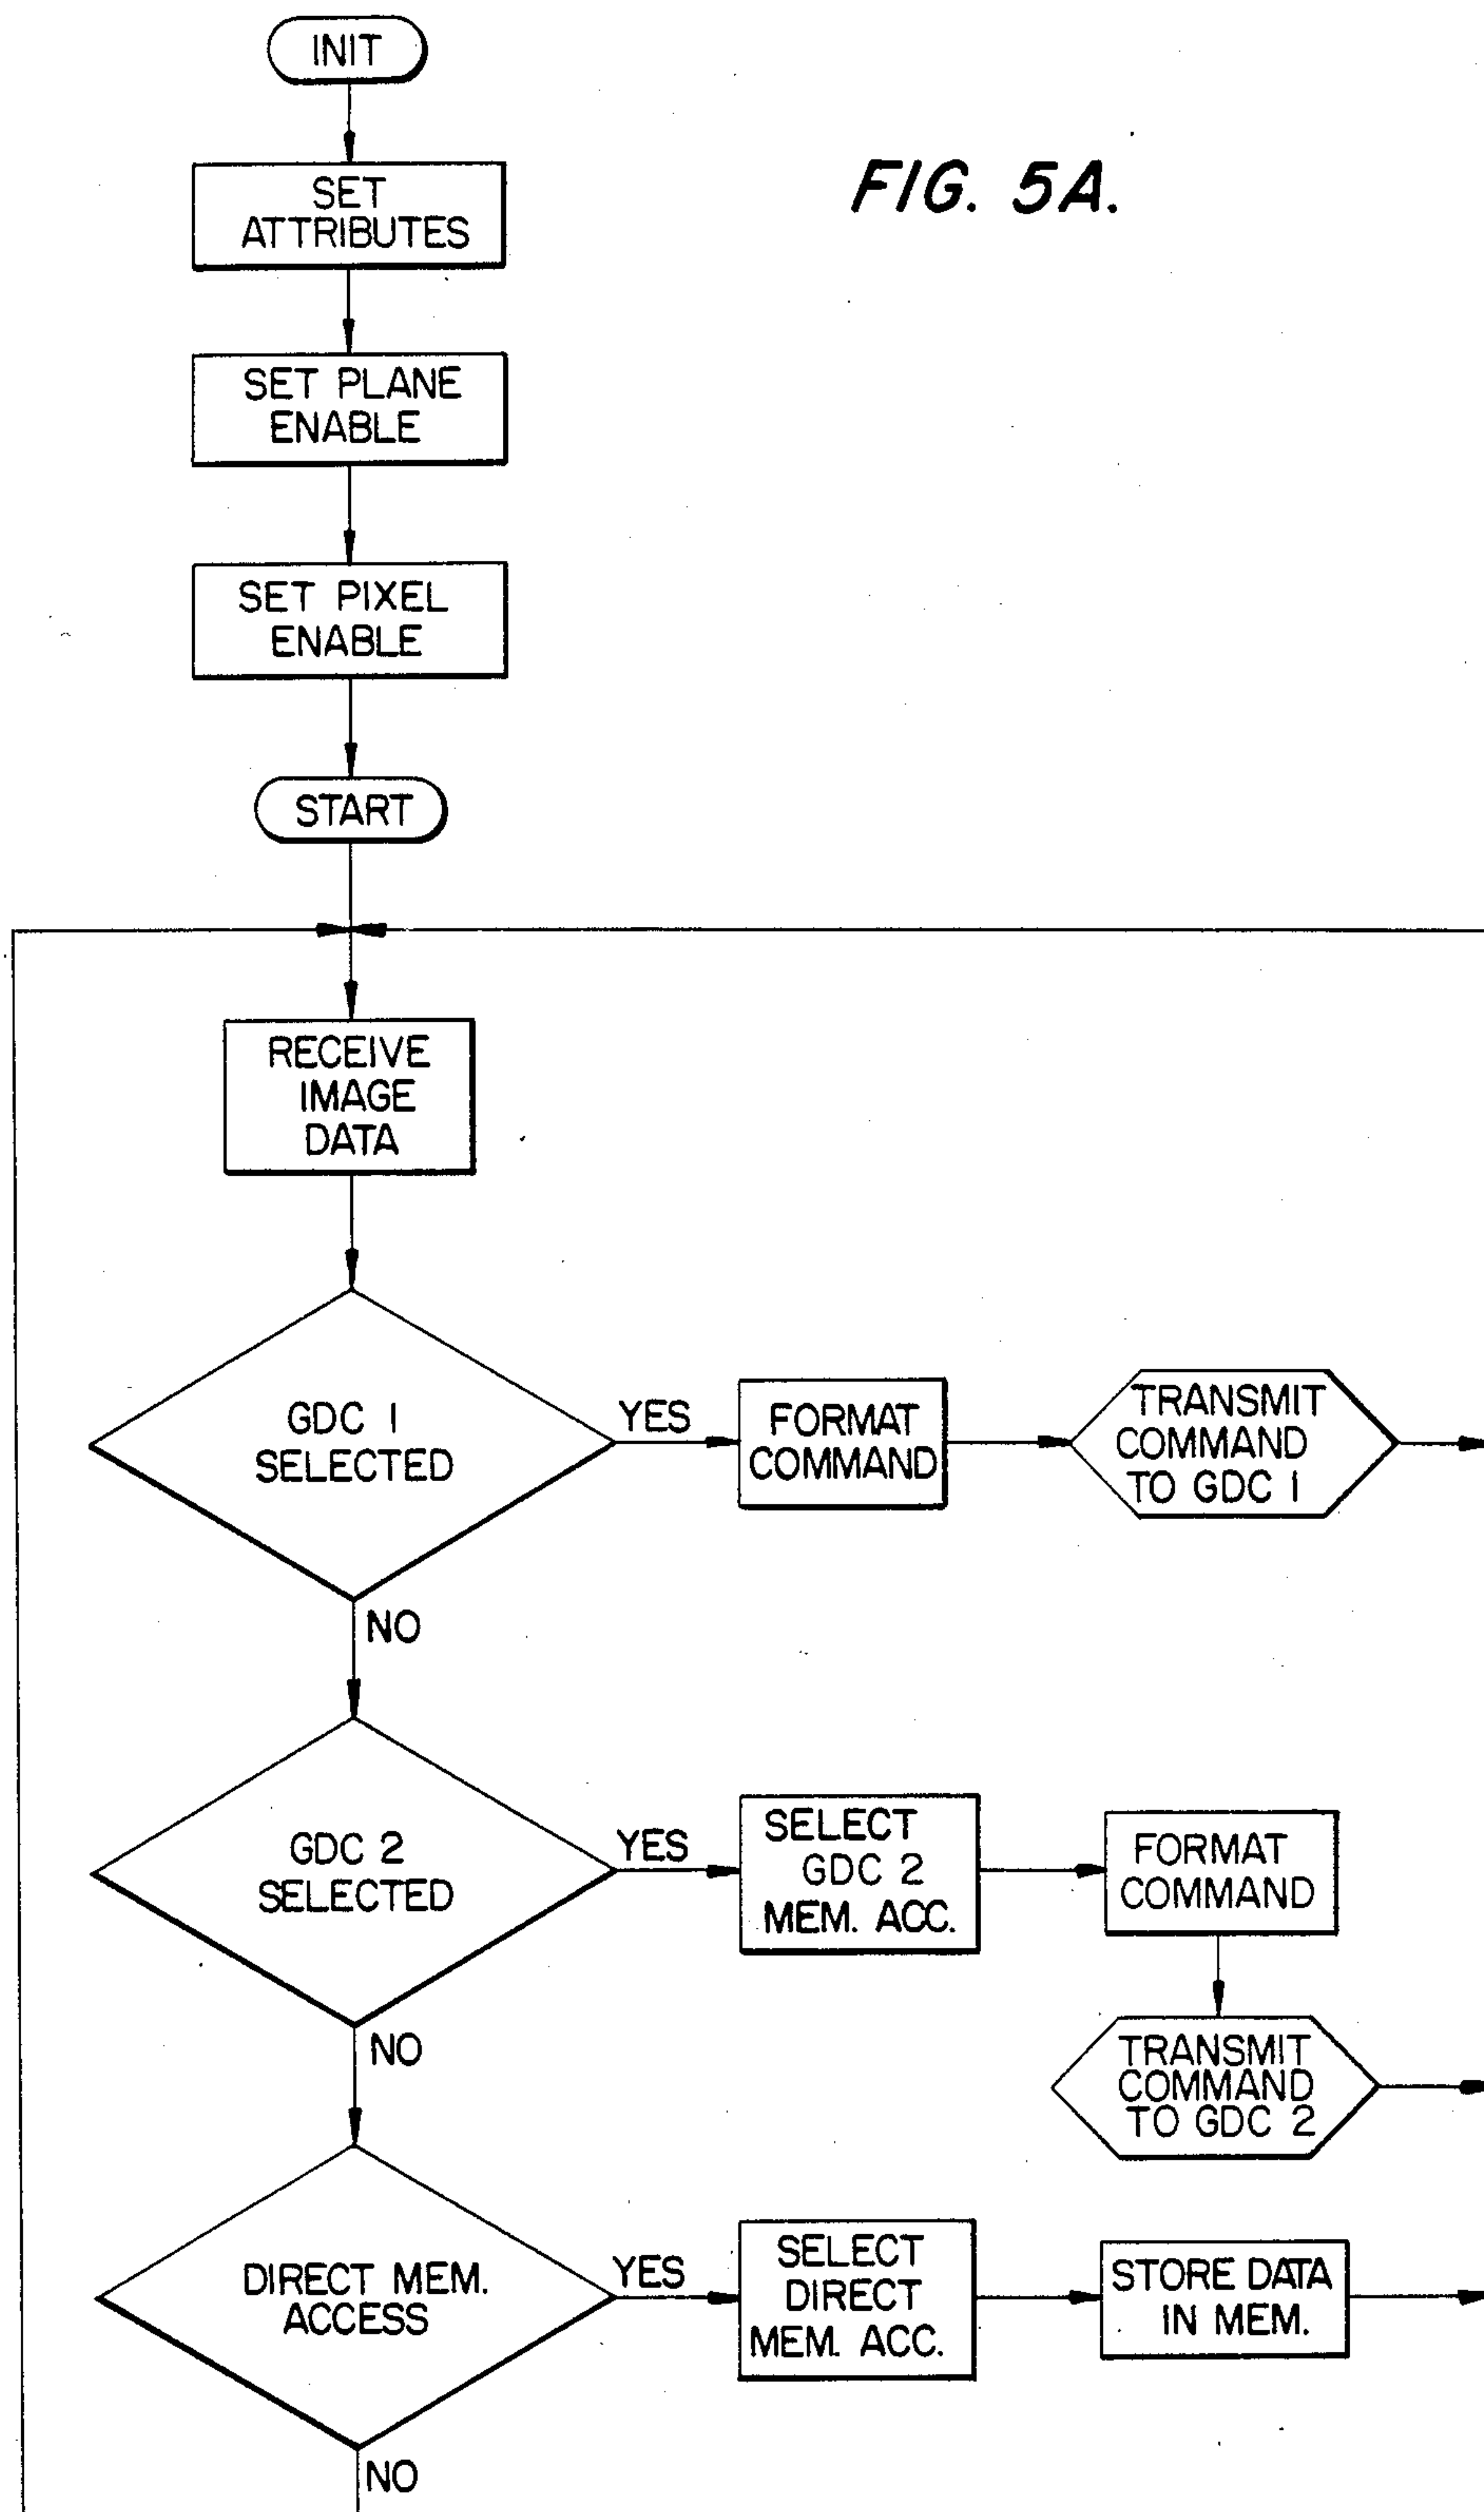 INIT
FIG. 5A.
SET
ATTRIBUTES
SET PLANE
ENABLE
SET PIXEL
ENABLE
START
RECEIVE
IMAGE
DATA
GDC 1
SELECTED
YES
FORMAT
COMMAND
TRANSMIT
COMMAND
TO GDC 1
NO
GDC 2
SELECTED
YES
SELECT
GDC 2
MEM. ACC.
FORMAT
COMMAND
TRANSMIT
COMMAND
TO GDC 2
NO
DIRECT MEM.
ACCESS
YES
SELECT
DIRECT
MEM. ACC.
STORE DATA
IN MEM.
NO